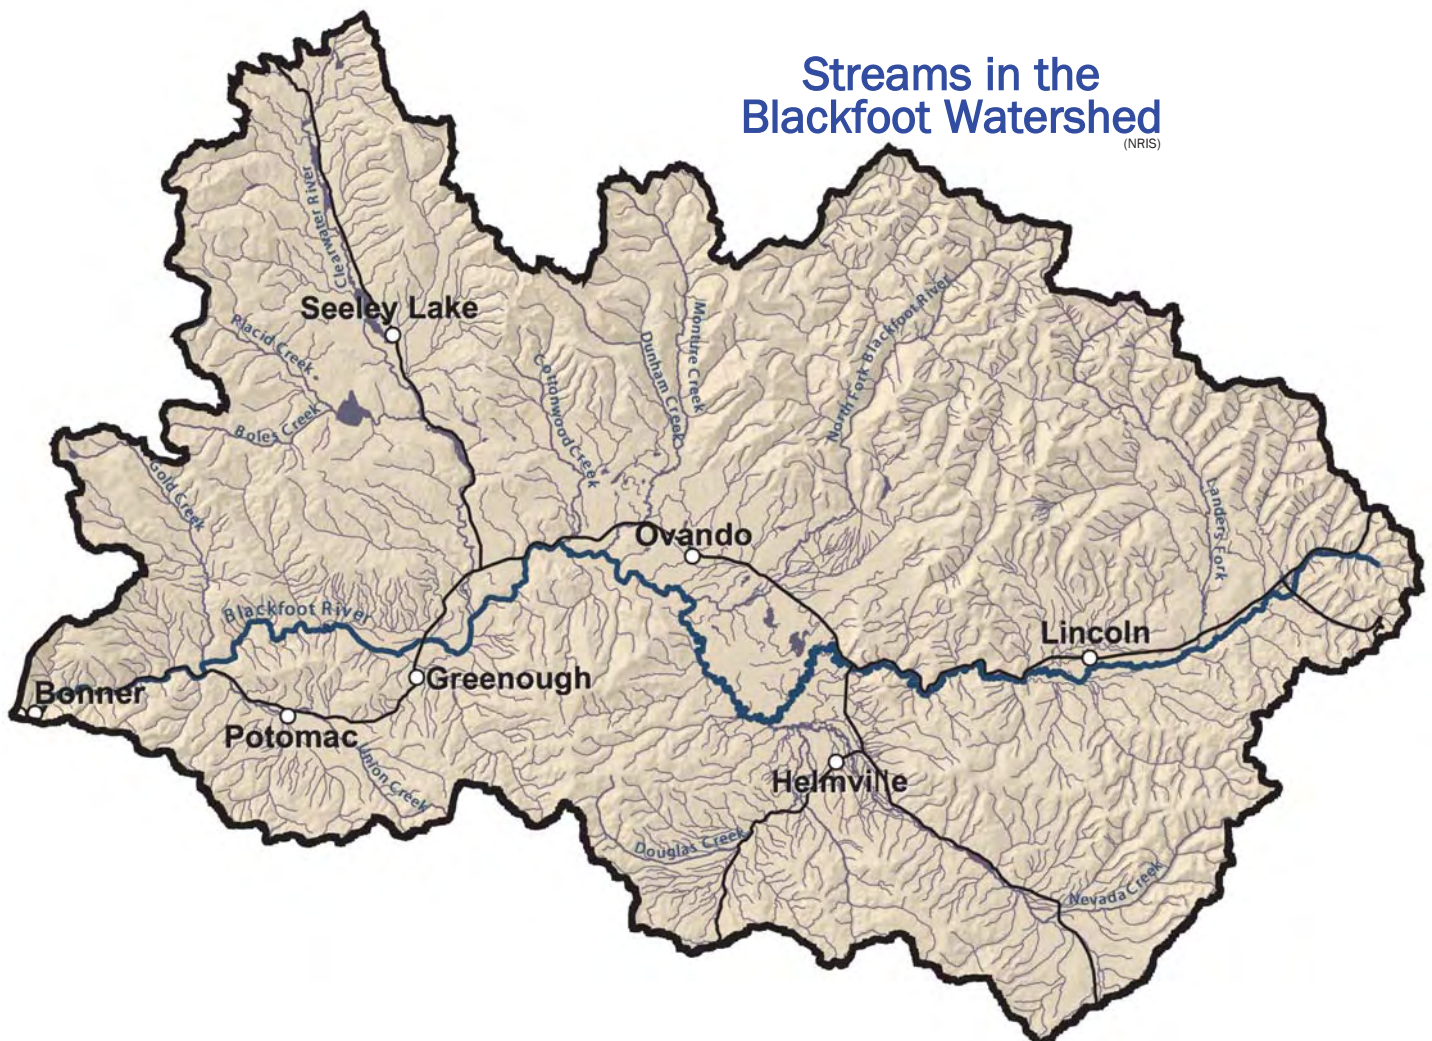 Streams in the
Blackfoot Watershed
(NRIS)
Clearwater River
Seeley Lake
Placid Creek
Boles Creek
Gold Creek
Cottonwood Creek
Dunham Creek
Monture Creek
North Fork Blackfoot River
Landers Fork
Ovando
Blackfoot River
Lincoln
Greenough
Bonner
Potomac
Union Creek
Helmville
Douglas Creek
Nevada Creek